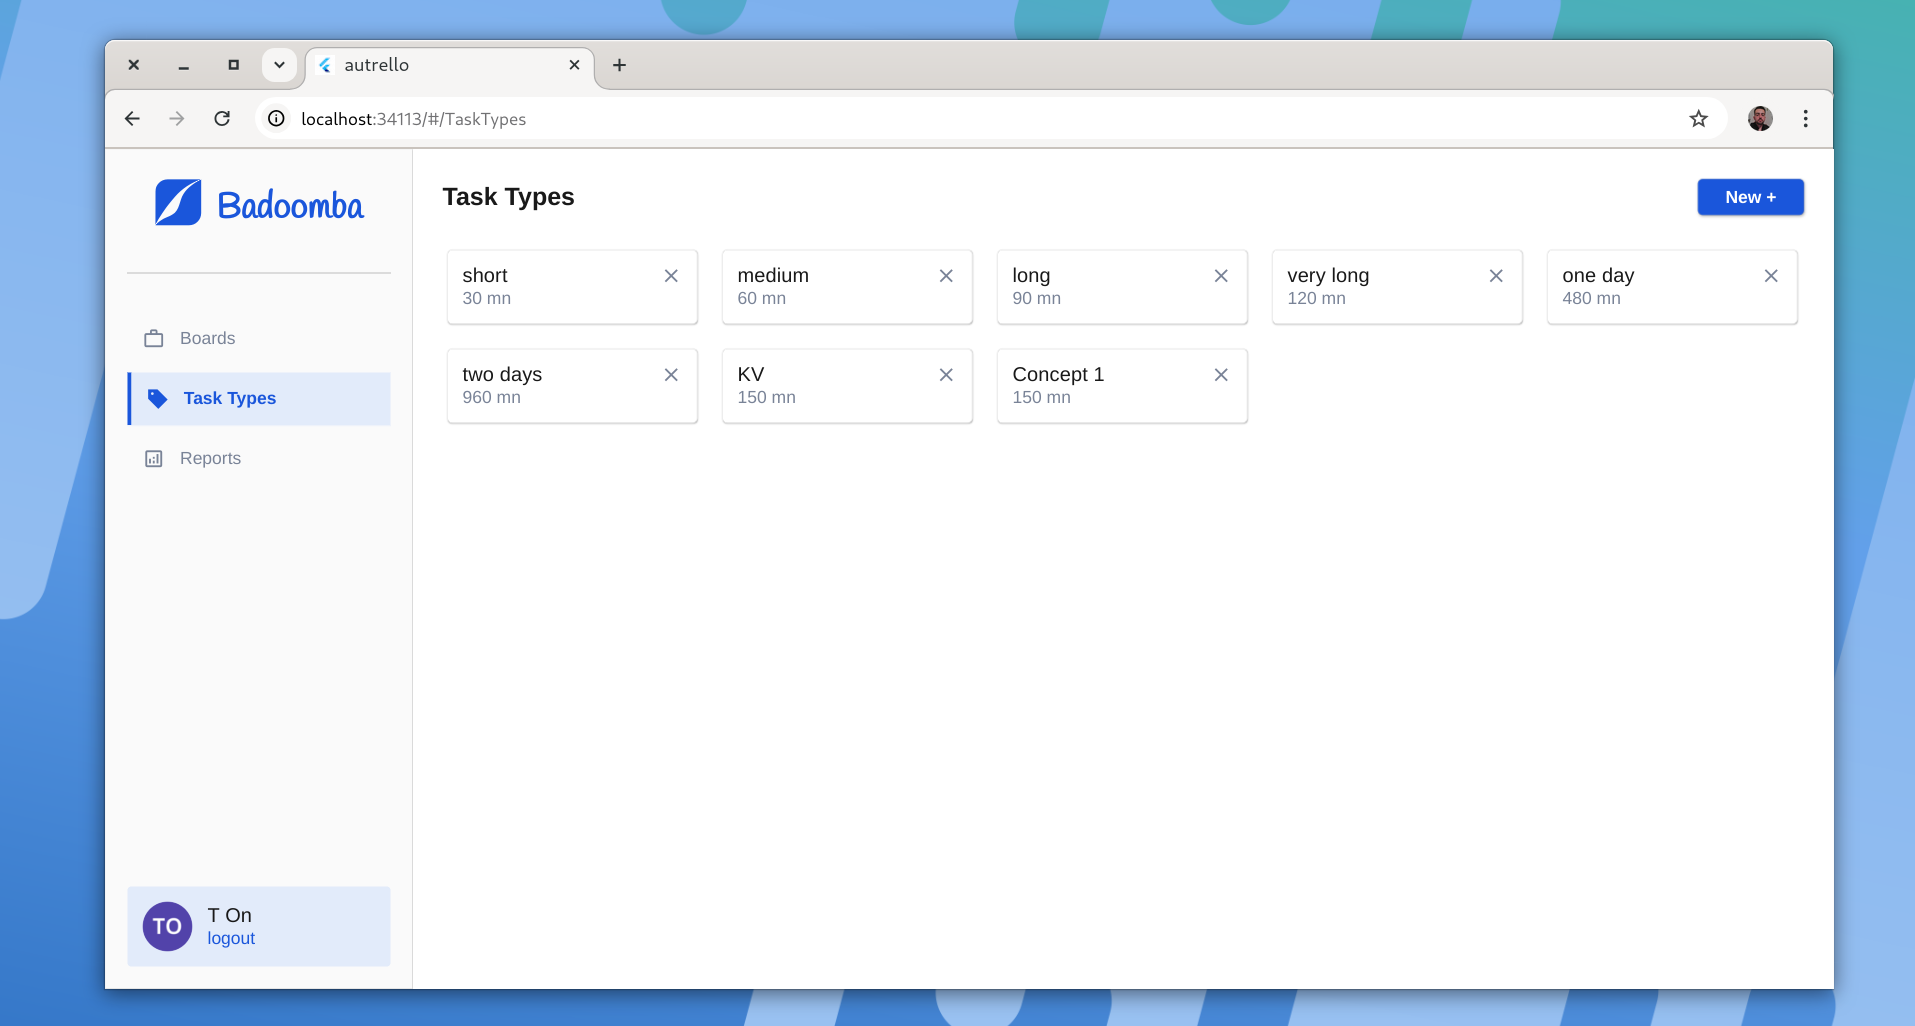 autrello
localhost:34113/#/TaskTypes
Badoomba
Boards
Task Types
Reports
TO
T On
logout
Task Types
New +
short
30 mn
medium
60 mn
long
90 mn
very long
120 mn
one day
480 mn
two days
960 mn
KV
150 mn
Concept 1
150 mn